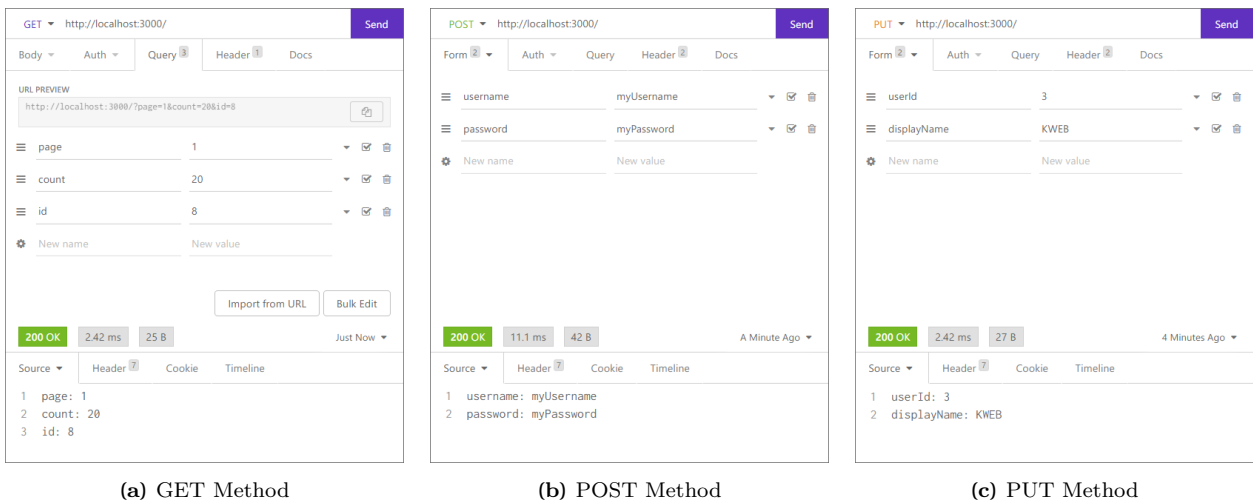 GET http://localhost:3000/ Send
Body Auth Query 3 Header 1 Docs
URL PREVIEW
http://localhost:3000/?page=1&count=20&id=8
page 1
count 20
id 8
New name New value
Import from URL Bulk Edit
200 OK 2.42 ms 25 B Just Now
Source Header 7 Cookie Timeline
1 page: 1
2 count: 20
3 id: 8
(a) GET Method
POST http://localhost:3000/ Send
Form 2 Auth Query Header 2 Docs
username myUsername
password myPassword
New name New value
200 OK 11.1 ms 42 B A Minute Ago
Source Header 7 Cookie Timeline
1 username: myUsername
2 password: myPassword
(b) POST Method
PUT http://localhost:3000/ Send
Form 2 Auth Query Header 2 Docs
userId 3
displayName KWEB
New name New value
200 OK 2.42 ms 27 B 4 Minutes Ago
Source Header 7 Cookie Timeline
1 userId: 3
2 displayName: KWEB
(c) PUT Method